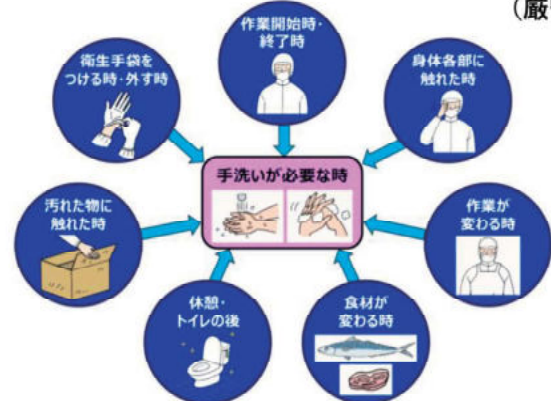 （厳
作業開始時・
終了時
衛生手袋を
つける時・外す時
身体各部に
触れた時
手洗いが必要な時
汚れた物に
触れた時
作業が
変わる時
休憩・
トイレの後
食材が
変わる時